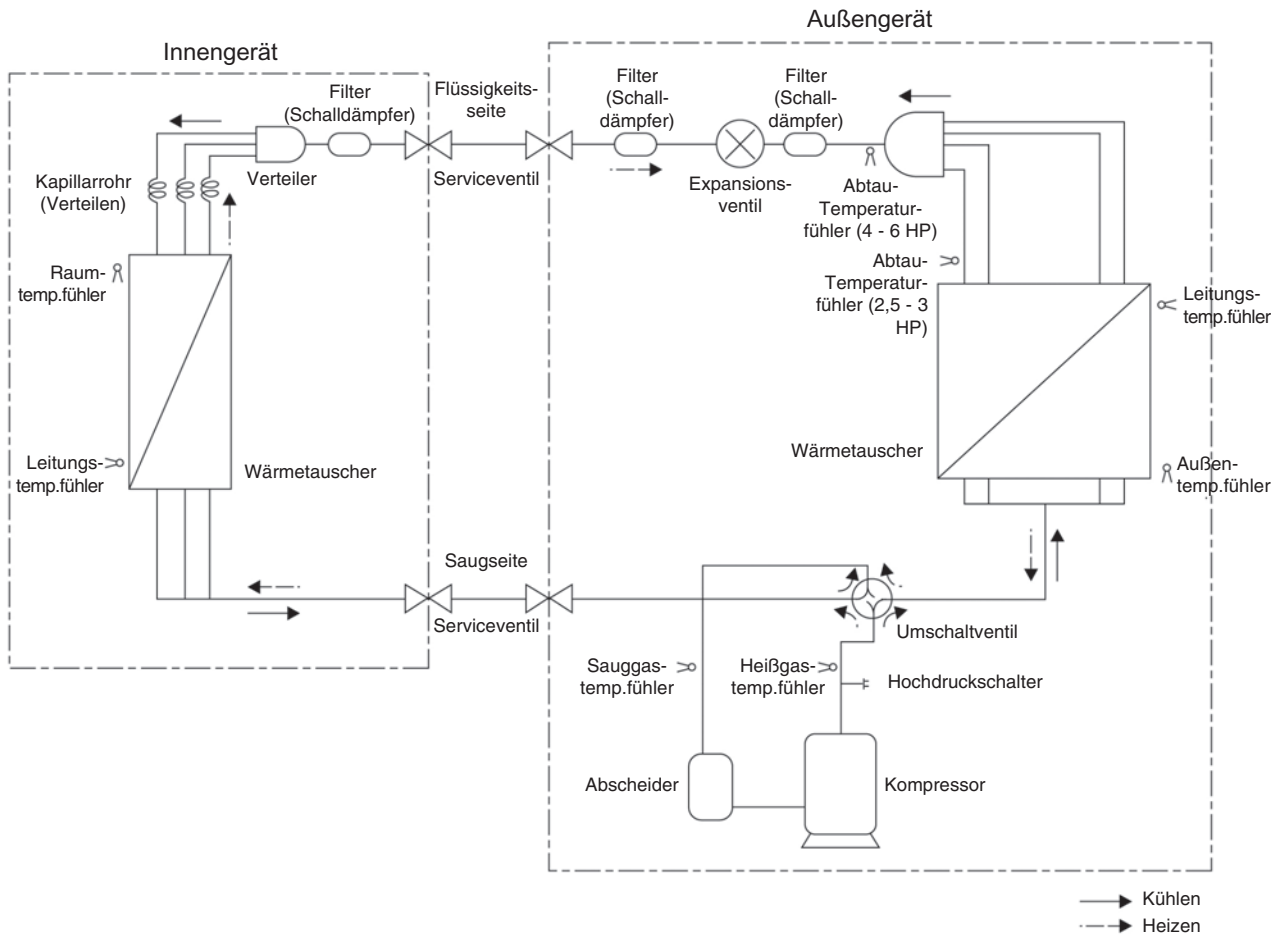 Außengerät
Innengerät
Filter
(Schalldämpfer)
Flüssigkeits-
seite
Filter
(Schall-
dämpfer)
Filter
(Schall-
dämpfer)
Kapillarrohr
(Verteilen)
Verteiler
Serviceventil
Expansions-
ventil
Abtau-
Temperatur-
fühler (4 - 6 HP)
Abtau-
Temperatur-
fühler (2,5 - 3
HP)
Raum-
temp.fühler
Leitungs-
temp.fühler
Leitungs-
temp.fühler
Wärmetauscher
Wärmetauscher
Außen-
temp.fühler
Saugseite
Serviceventil
Umschaltventil
Sauggas-
temp.fühler
Heißgas-
temp.fühler
Hochdruckschalter
Abscheider
Kompressor
Kühlen
Heizen